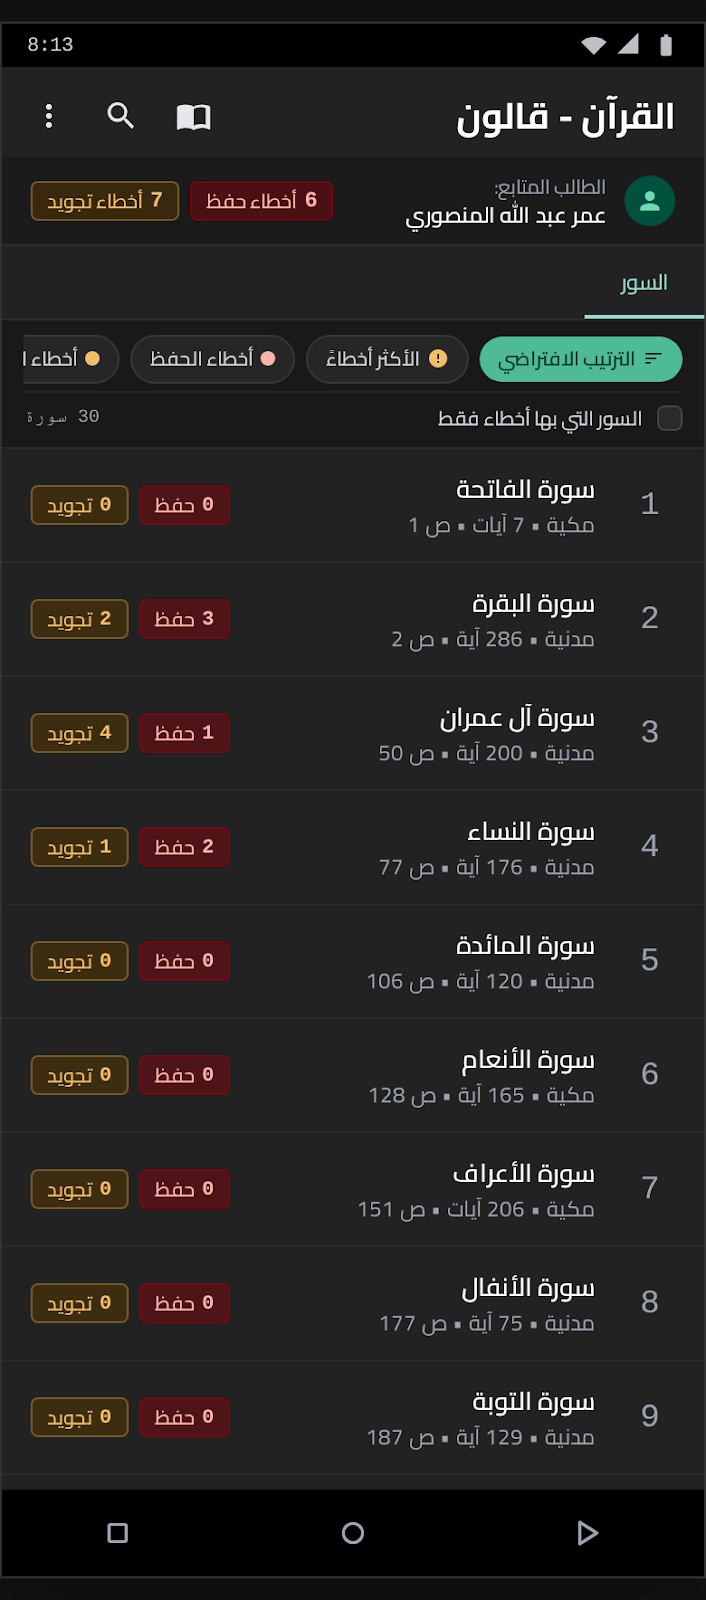 8:13
القرآن - قالون
الطالب المتابع:
عمر عبد الله المنصوري
6 أخطاء حفظ
7 أخطاء تجويد
السور
الترتيب الافتراضي
الأكثر أخطاءً
أخطاء الحفظ
أخطاء ا
السور التي بها أخطاء فقط
30 سورة
1
سورة الفاتحة
مكية • 7 آيات • ص 1
0 حفظ
0 تجويد
2
سورة البقرة
مدنية • 286 آية • ص 2
3 حفظ
2 تجويد
3
سورة آل عمران
مدنية • 200 آية • ص 50
1 حفظ
4 تجويد
4
سورة النساء
مدنية • 176 آية • ص 77
2 حفظ
1 تجويد
5
سورة المائدة
مدنية • 120 آية • ص 106
0 حفظ
0 تجويد
6
سورة الأنعام
مكية • 165 آية • ص 128
0 حفظ
0 تجويد
7
سورة الأعراف
مكية • 206 آيات • ص 151
0 حفظ
0 تجويد
8
سورة الأنفال
مدنية • 75 آية • ص 177
0 حفظ
0 تجويد
9
سورة التوبة
مدنية • 129 آية • ص 187
0 حفظ
0 تجويد